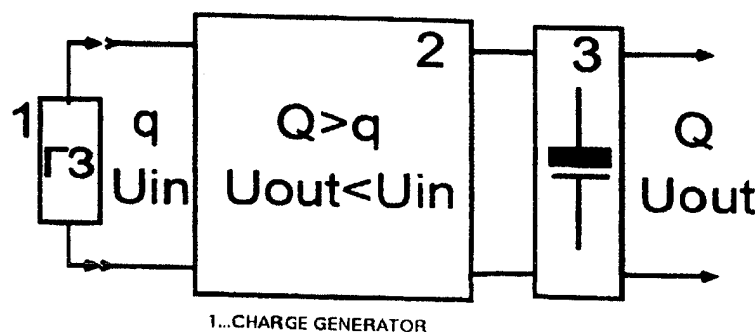 1
ГЗ
q
Uin
2
Q>q
Uout<Uin
3
Q
Uout
1...CHARGE GENERATOR